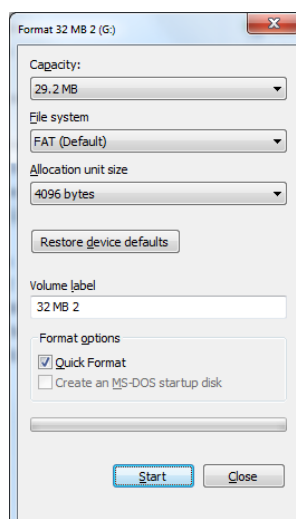 Format 32 MB 2 (G:)
Capacity:
29.2 MB
File system
FAT (Default)
Allocation unit size
4096 bytes
Restore device defaults
Volume label
32 MB 2
Format options
Quick Format
Create an MS-DOS startup disk
Start
Close